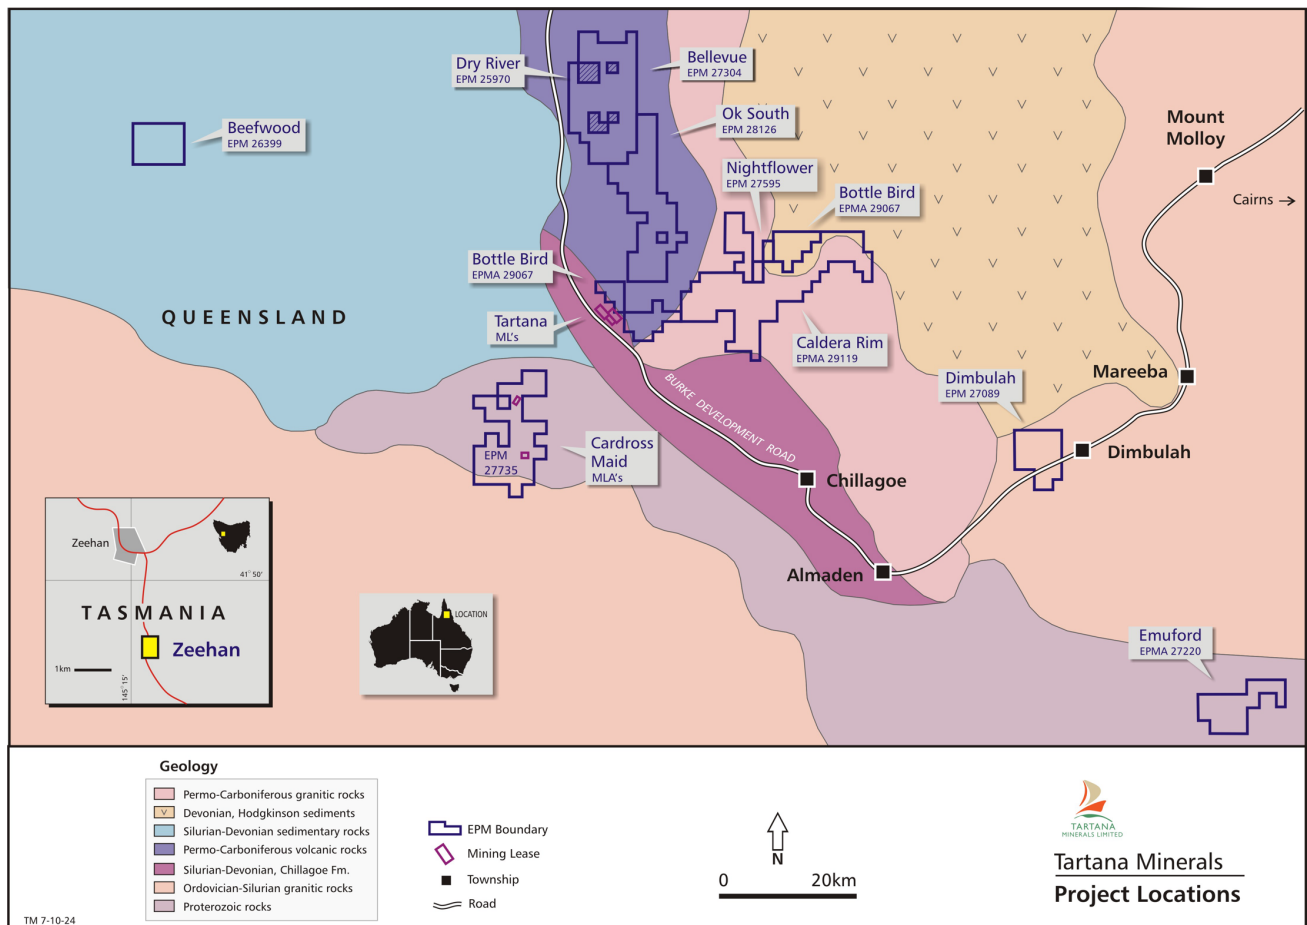 Dry River
EPM 25970
Bellevue
EPM 27304
Beefwood
EPM 26399
Ok South
EPM 28126
Mount
Molloy
Nightflower
EPM 27595
Bottle Bird
EPMA 29067
Cairns →
Bottle Bird
EPMA 29067
QUEENSLAND
Tartana
ML's
Caldera Rim
EPMA 29119
Mareeba
Dimbulah
EPM 27089
BURKE DEVELOPMENT ROAD
Cardross
Maid
MLA's
EPM
27735
Dimbulah
Chillagoe
Almaden
Zeehan
41° 50'
TASMANIA
Zeehan
1km
145° 15'
LOCATION
Emuford
EPMA 27220
Geology
Permo-Carboniferous granitic rocks
Devonian, Hodgkinson sediments
Silurian-Devonian sedimentary rocks
Permo-Carboniferous volcanic rocks
Silurian-Devonian, Chillagoe Fm.
Ordovician-Silurian granitic rocks
Proterozoic rocks
EPM Boundary
Mining Lease
Township
Road
N
0 20km
TARTANA
MINERALS LIMITED
Tartana Minerals
Project Locations
TM 7-10-24